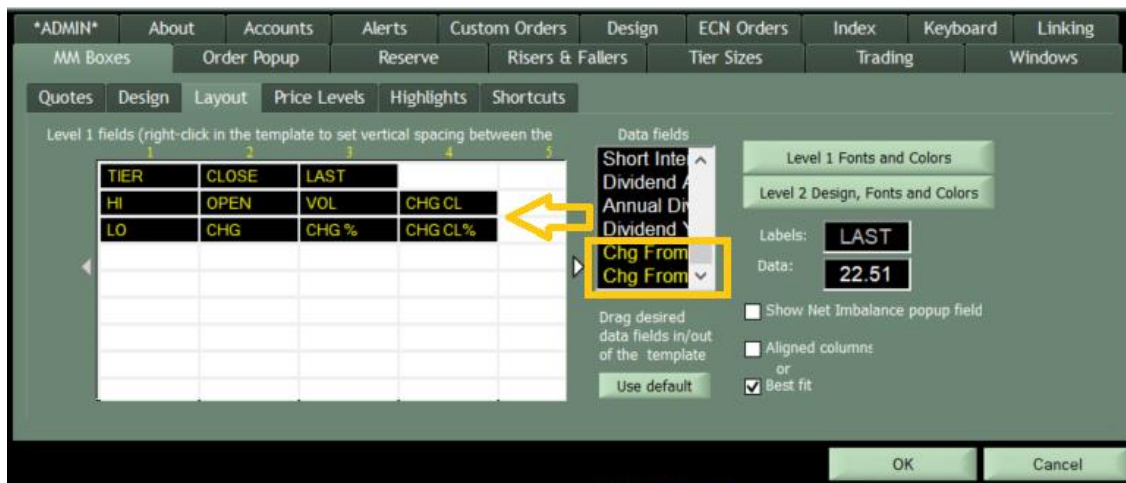 *ADMIN* About Accounts Alerts Custom Orders Design ECN Orders Index Keyboard Linking
MM Boxes Order Popup Reserve Risers & Fallers Tier Sizes Trading Windows
Quotes Design Layout Price Levels Highlights Shortcuts
Level 1 fields (right-click in the template to set vertical spacing between the
1 2 3 4 5
TIER CLOSE LAST
HI OPEN VOL CHG CL
LO CHG CHG % CHG CL%
Data fields
Short Inte
Dividend A
Annual Div
Dividend Y
Chg From
Chg From
Drag desired
data fields in/out
of the template
Use default
Level 1 Fonts and Colors
Level 2 Design, Fonts and Colors
Labels: LAST
Data: 22.51
Show Net Imbalance popup field
Aligned columns
or
Best fit
OK Cancel